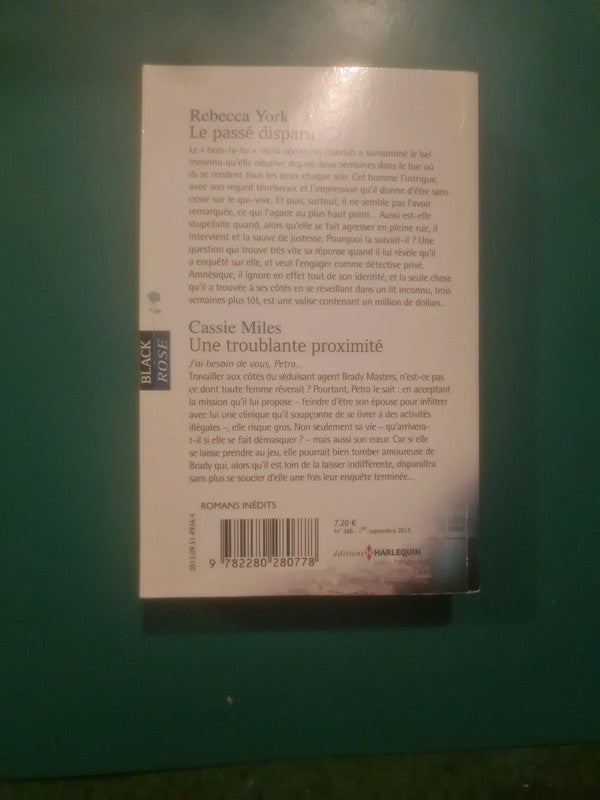 Rebecca York
Le passé disparu
Le « hors-la-loi ». Voilà comment Hannah a surnommé le bel
inconnu qu'elle observe depuis deux semaines dans le bar où
ils se rendent tous les deux chaque soir. Cet homme l'intrigue,
avec son regard ténébreux et l'impression qu'il donne d'être sans
cesse sur le qui-vive. Et puis, surtout, il ne semble pas l'avoir
remarquée, ce qui l'agace au plus haut point... Aussi est-elle
stupéfaite quand, alors qu'elle se fait agresser en pleine rue, il
intervient et la sauve de justesse. Pourquoi la suivait-il ? Une
question qui trouve très vite sa réponse quand il lui révèle qu'il
a enquêté sur elle, et veut l'engager comme détective privé.
Amnésique, il ignore en effet tout de son identité, et la seule chose
qu'il a trouvée à ses côtés en se réveillant dans un lit inconnu, trois
semaines plus tôt, est une valise contenant un million de dollars...
Cassie Miles
Une troublante proximité
J'ai besoin de vous, Petra...
Travailler aux côtés du séduisant agent Brady Masters, n'est-ce pas
ce dont toute femme rêverait ? Pourtant, Petra le sait : en acceptant
la mission qu'il lui propose – feindre d'être son épouse pour infiltrer
avec lui une clinique qu'il soupçonne de se livrer à des activités
illégales –, elle risque gros. Non seulement sa vie – qu'arrivera-
t-il si elle se fait démasquer ? – mais aussi son cœur. Car si elle
se laisse prendre au jeu, elle pourrait bien tomber amoureuse de
Brady qui, alors qu'il est loin de la laisser indifférente, disparaîtra
sans plus se soucier d'elle une fois leur enquête terminée...
BLACK
ROSE
ROMANS INÉDITS
2013.09.51.4936.4
9 782280 280778
7,20 €
N° 268 - 1er septembre 2013
éditions HARLEQUIN